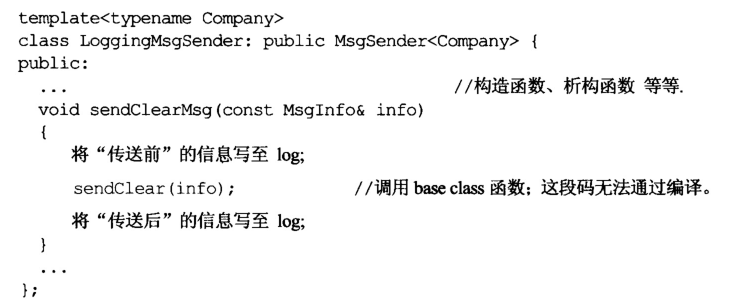 template<typename Company>
class LoggingMsgSender: public MsgSender<Company> {
public:
... //构造函数、析构函数 等等.
void sendClearMsg(const MsgInfo& info)
{
将“传送前”的信息写至 log;
sendClear(info); //调用 base class 函数；这段码无法通过编译。
将“传送后”的信息写至 log;
}
...
};